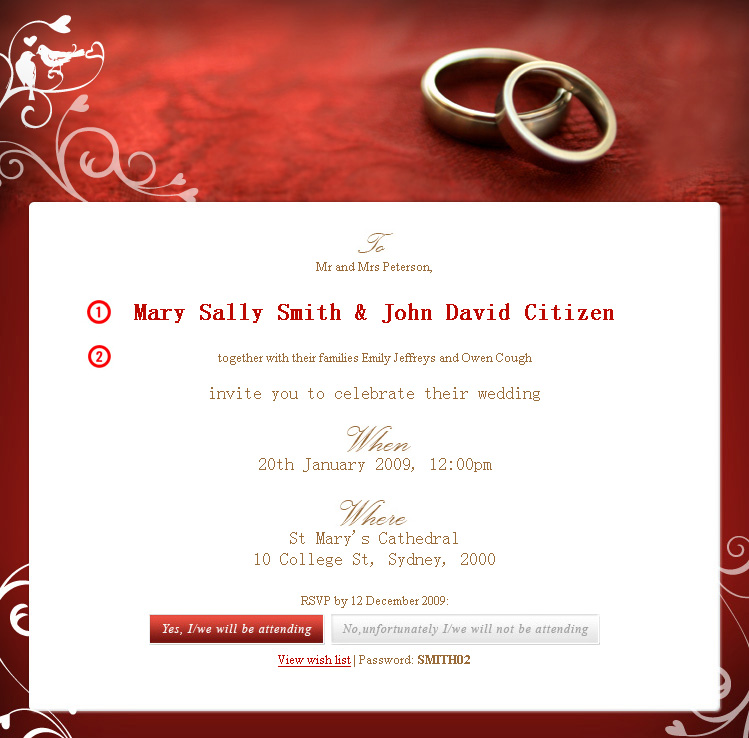 To
Mr and Mrs Peterson,
1 Mary Sally Smith & John David Citizen
2 together with their families Emily Jeffreys and Owen Cough
invite you to celebrate their wedding
When
20th January 2009, 12:00pm
Where
St Mary's Cathedral
10 College St, Sydney, 2000
RSVP by 12 December 2009:
Yes, I/we will be attending No,unfortunately I/we will not be attending
View wish list | Password: SMITH02